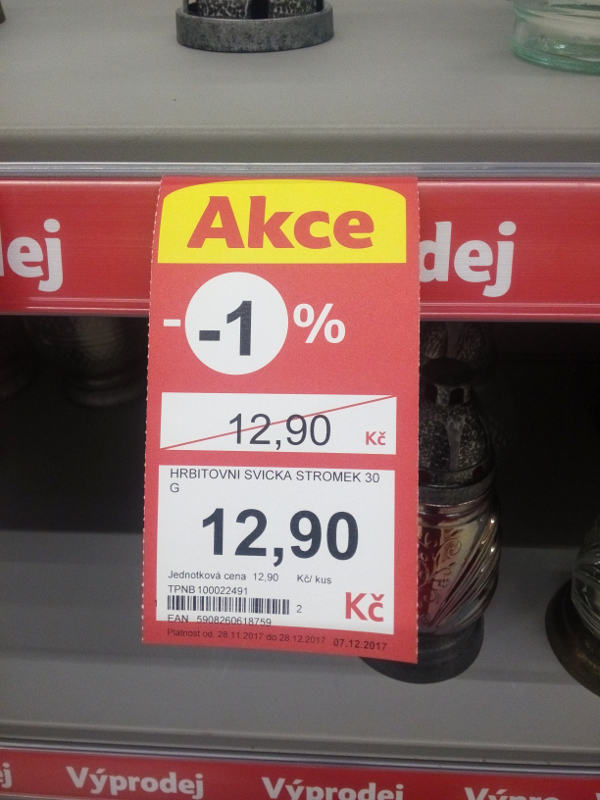 Akce
dej
- -1 %
12,90 Kč
HRBITOVNI SVICKA STROMEK 30
G
12,90
Jednotková cena 12,90 Kč/ kus
TPNB 100022491
2
Kč
EAN 5908260618759
Platnost od. 28.11.2017 do 28.12.2017 07.12.2017
Výprodej Výprodej